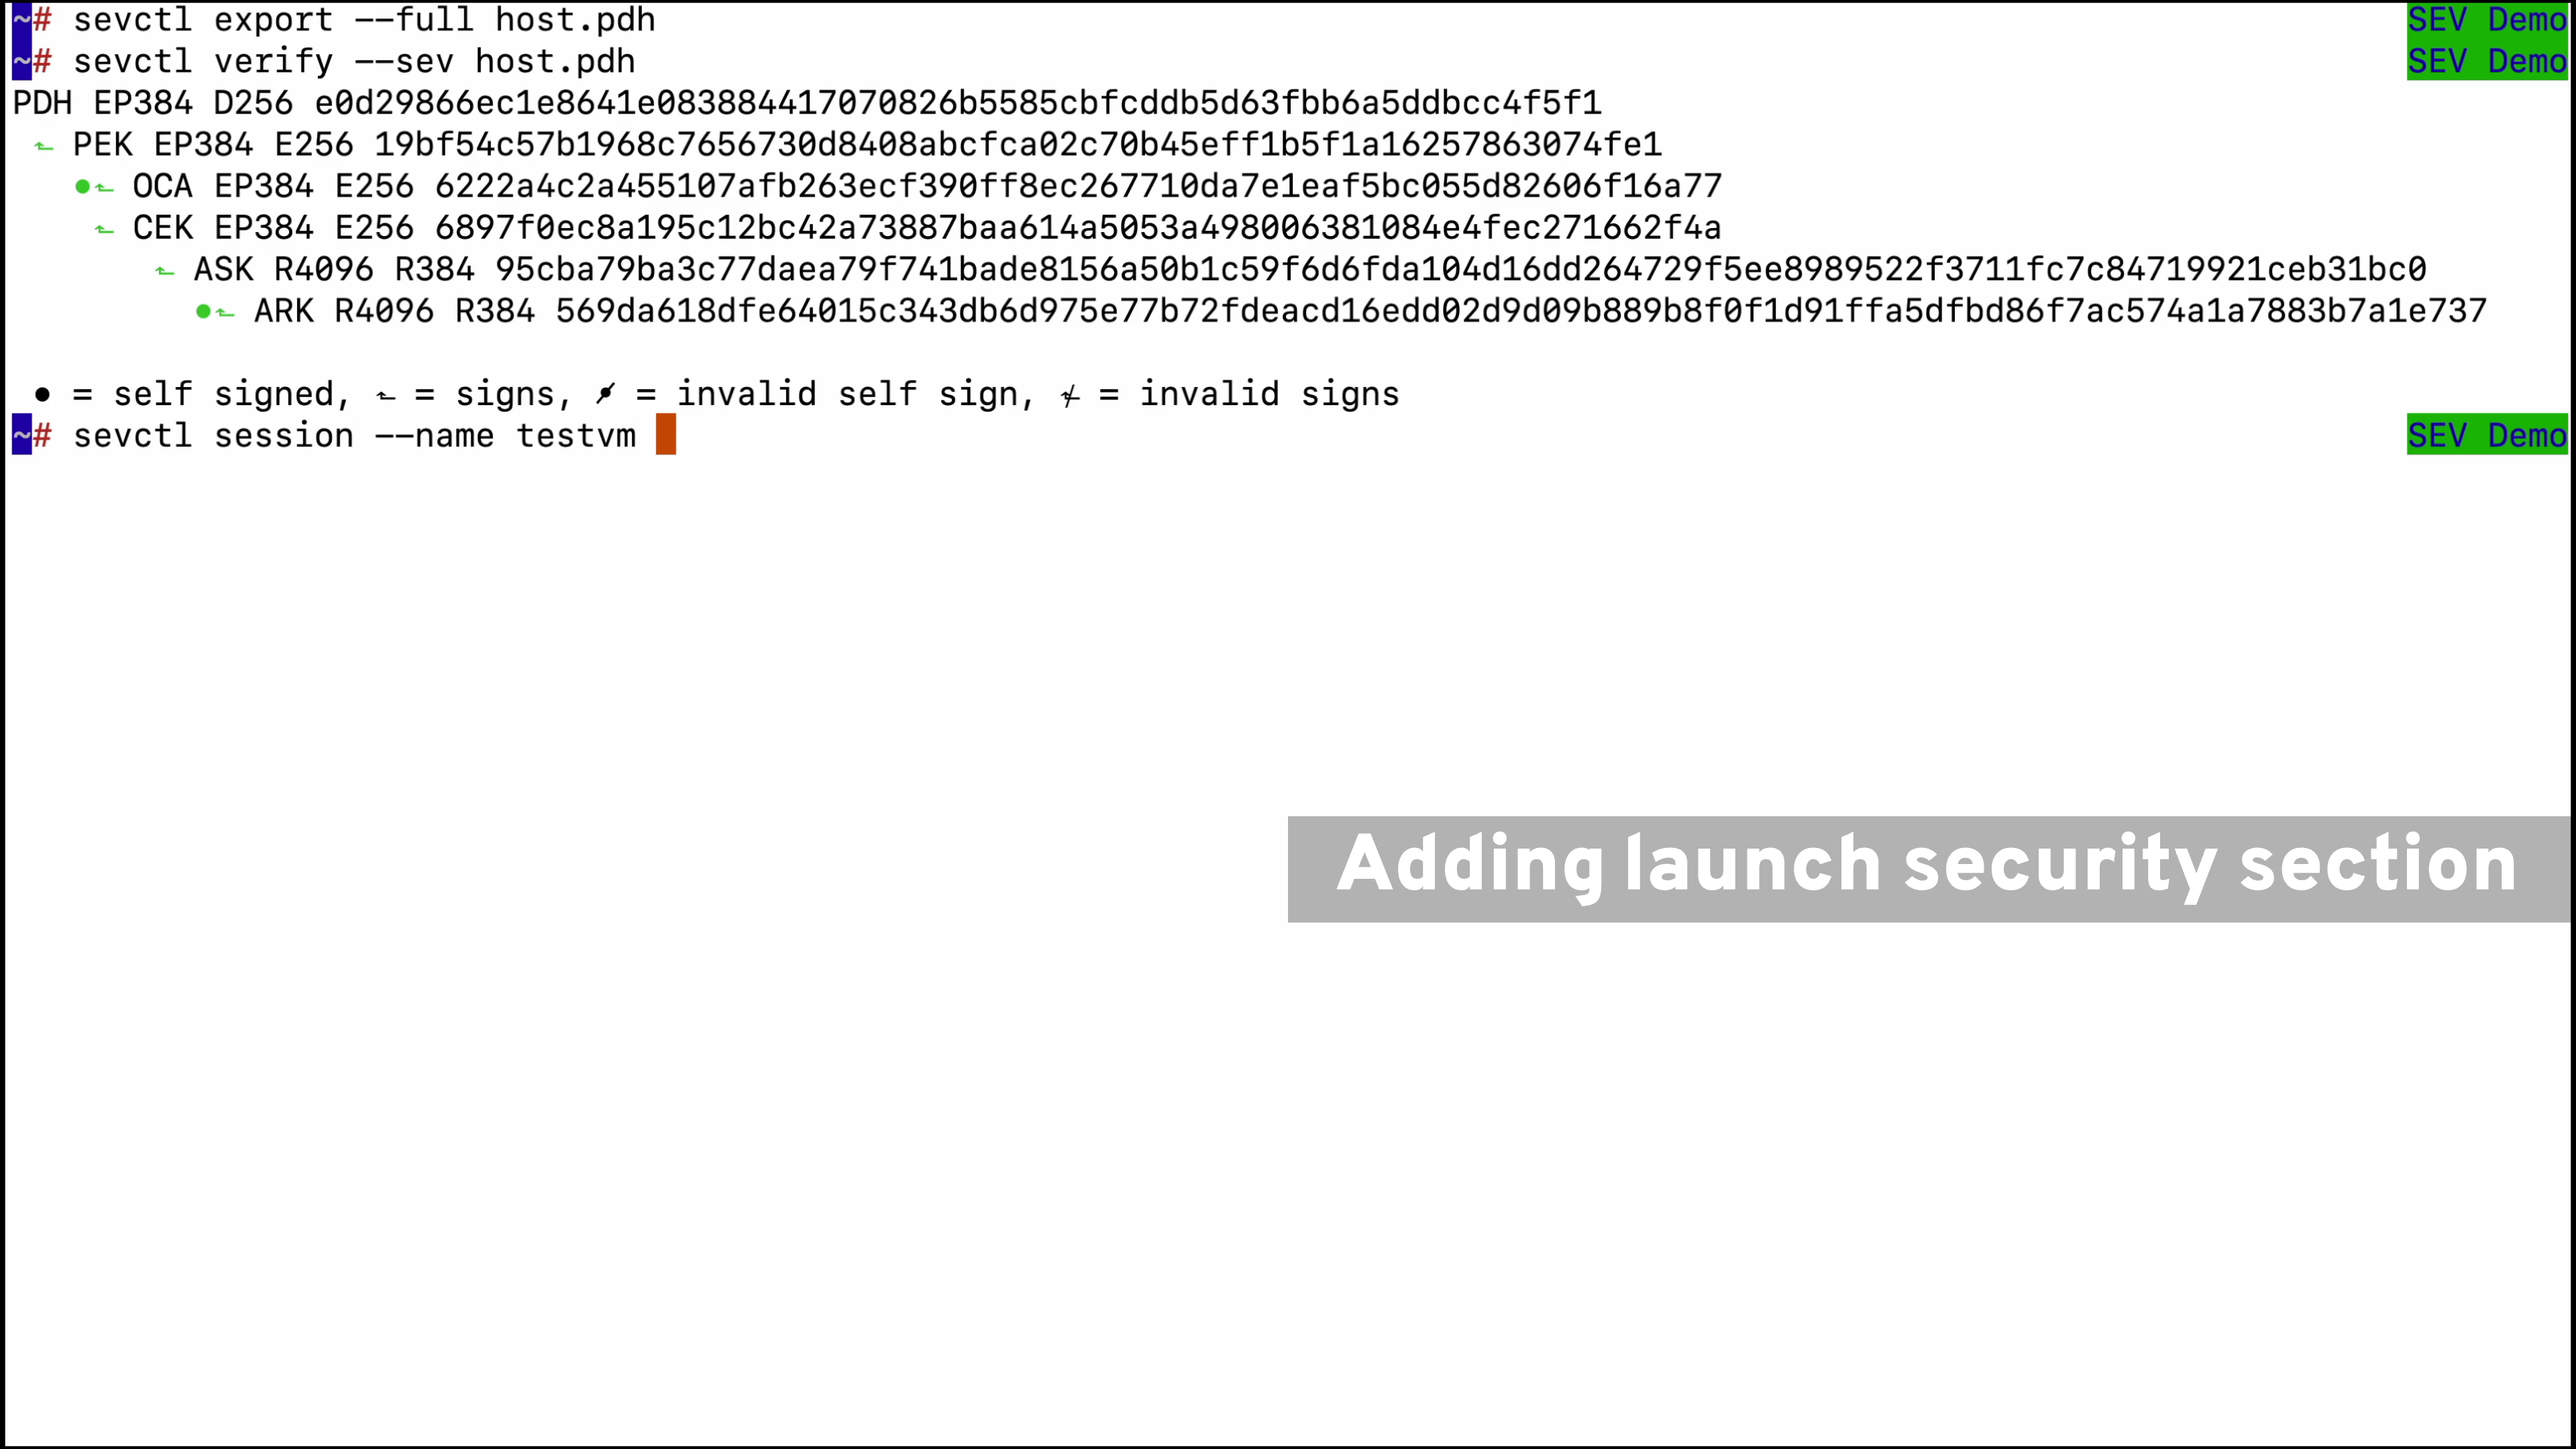 ~# sevctl export --full host.pdh SEV Demo
~# sevctl verify --sev host.pdh SEV Demo
PDH EP384 D256 e0d29866ec1e8641e083884417070826b5585cbfcddb5d63fbb6a5ddbcc4f5f1
⬑ PEK EP384 E256 19bf54c57b1968c7656730d8408abcfca02c70b45eff1b5f1a16257863074fe1
•⬑ OCA EP384 E256 6222a4c2a455107afb263ecf390ff8ec267710da7e1eaf5bc055d82606f16a77
⬑ CEK EP384 E256 6897f0ec8a195c12bc42a73887baa614a5053a498006381084e4fec271662f4a
⬑ ASK R4096 R384 95cba79ba3c77daea79f741bade8156a50b1c59f6d6fda104d16dd264729f5ee8989522f3711fc7c84719921ceb31bc0
•⬑ ARK R4096 R384 569da618dfe64015c343db6d975e77b72fdeacd16edd02d9d09b889b8f0f1d91ffa5dfbd86f7ac574a1a7883b7a1e737
• = self signed, ⬑ = signs, •̷ = invalid self sign, ⬑̸ = invalid signs
~# sevctl session --name testvm SEV Demo
Adding launch security section